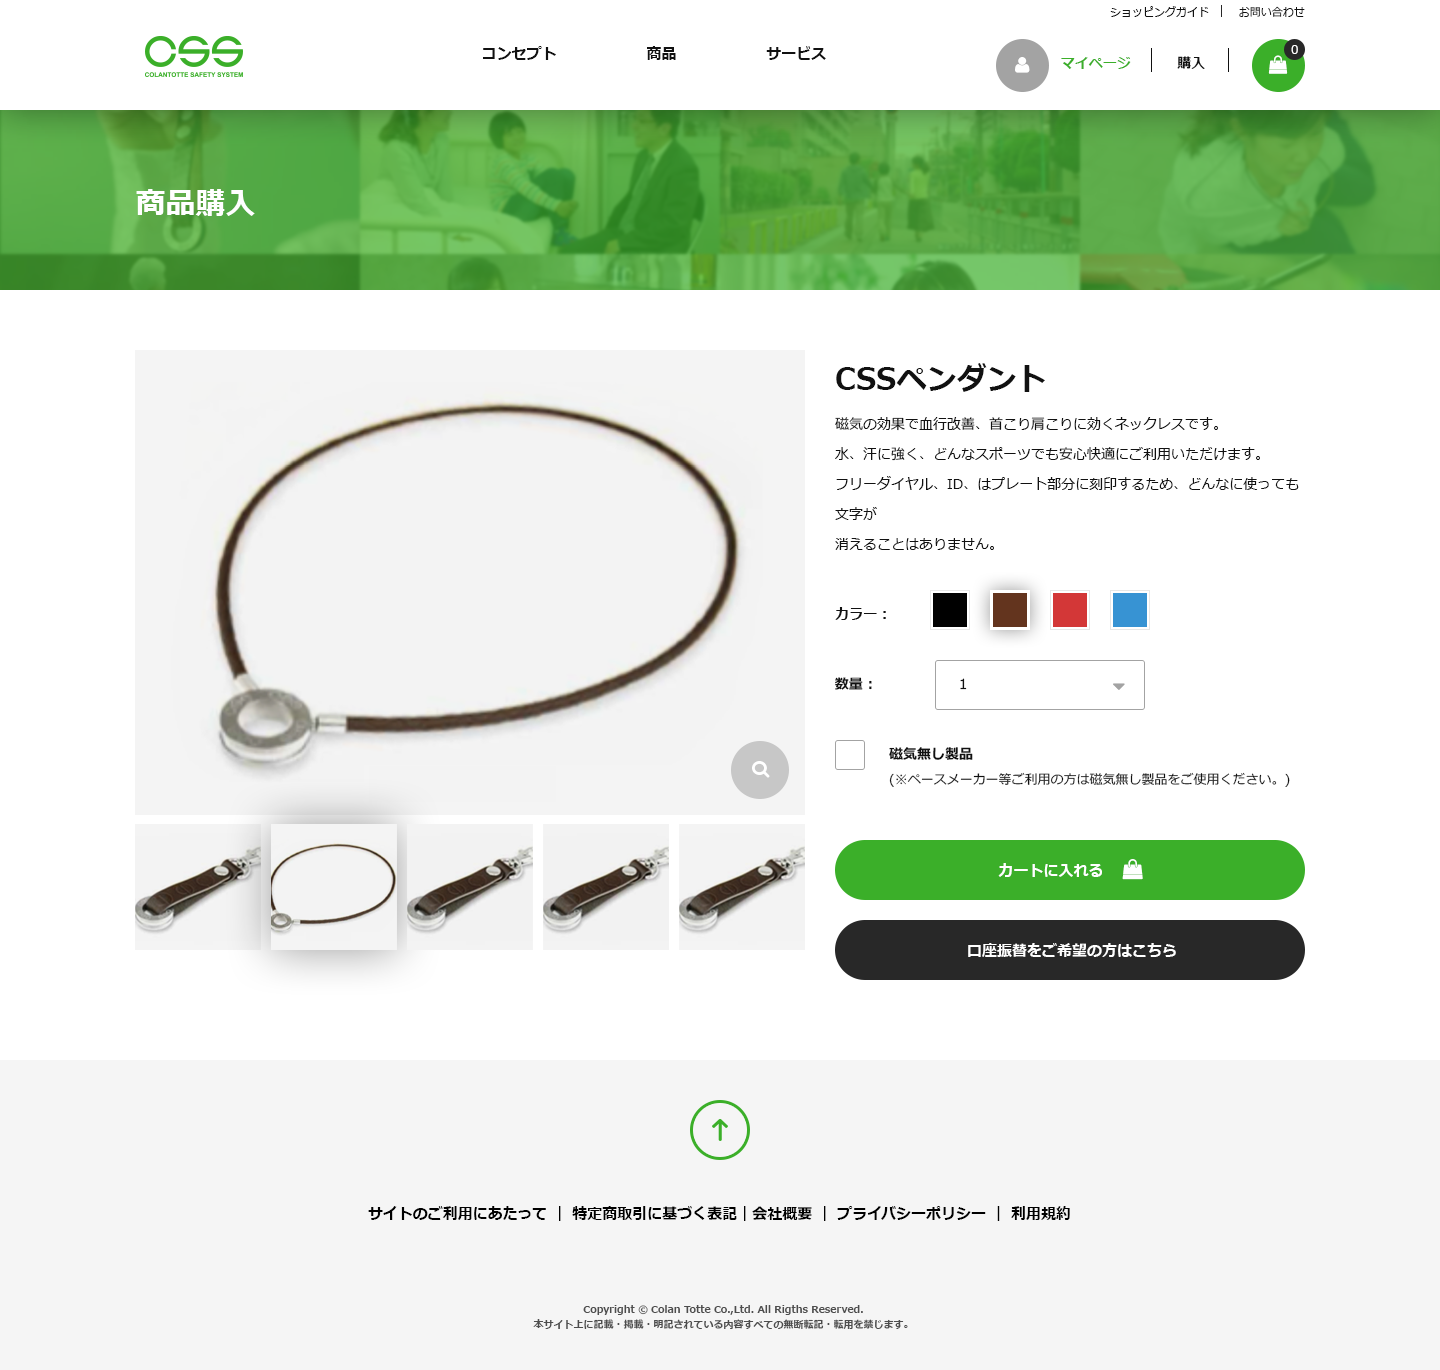 ショッピングガイド | お問い合わせ
CSS
COLANTOTTE SAFETY SYSTEM
コンセプト
商品
サービス
マイページ
購入
0
商品購入
CSSペンダント
磁気の効果で血行改善、首こり肩こりに効くネックレスです。
水、汗に強く、どんなスポーツでも安心快適にご利用いただけます。
フリーダイヤル、ID、はプレート部分に刻印するため、どんなに使っても
文字が
消えることはありません。
カラー：
数量：
1
磁気無し製品
(※ペースメーカー等ご利用の方は磁気無し製品をご使用ください。)
カートに入れる
口座振替をご希望の方はこちら
サイトのご利用にあたって | 特定商取引に基づく表記 | 会社概要 | プライバシーポリシー | 利用規約
Copyright © Colan Totte Co.,Ltd. All Rigths Reserved.
本サイト上に記載・掲載・明記されている内容すべての無断転記・転用を禁じます。